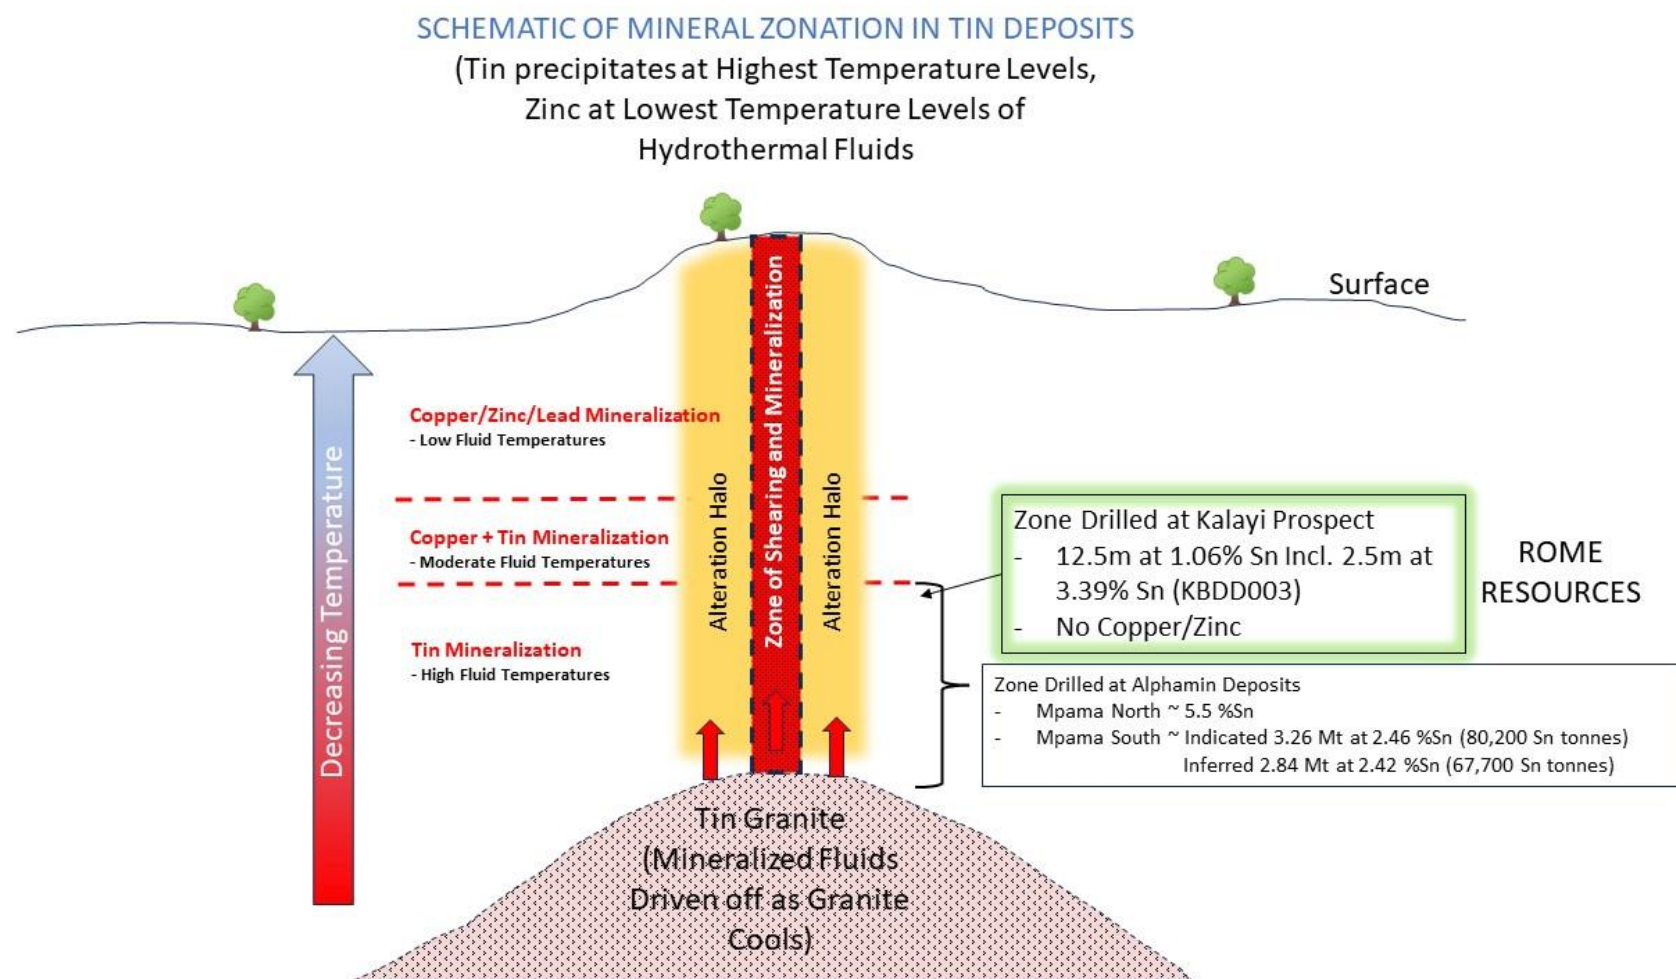 SCHEMATIC OF MINERAL ZONATION IN TIN DEPOSITS
(Tin precipitates at Highest Temperature Levels,
Zinc at Lowest Temperature Levels of
Hydrothermal Fluids
Surface
Decreasing Temperature
Copper/Zinc/Lead Mineralization
- Low Fluid Temperatures
Copper + Tin Mineralization
- Moderate Fluid Temperatures
Tin Mineralization
- High Fluid Temperatures
Alteration Halo
Zone of Shearing and Mineralization
Alteration Halo
Zone Drilled at Kalayi Prospect
- 12.5m at 1.06% Sn Incl. 2.5m at
3.39% Sn (KBDD003)
- No Copper/Zinc
ROME
RESOURCES
Zone Drilled at Alphamin Deposits
- Mpama North ~ 5.5 %Sn
- Mpama South ~ Indicated 3.26 Mt at 2.46 %Sn (80,200 Sn tonnes)
Inferred 2.84 Mt at 2.42 %Sn (67,700 Sn tonnes)
Tin Granite
(Mineralized Fluids
Driven off as Granite
Cools)